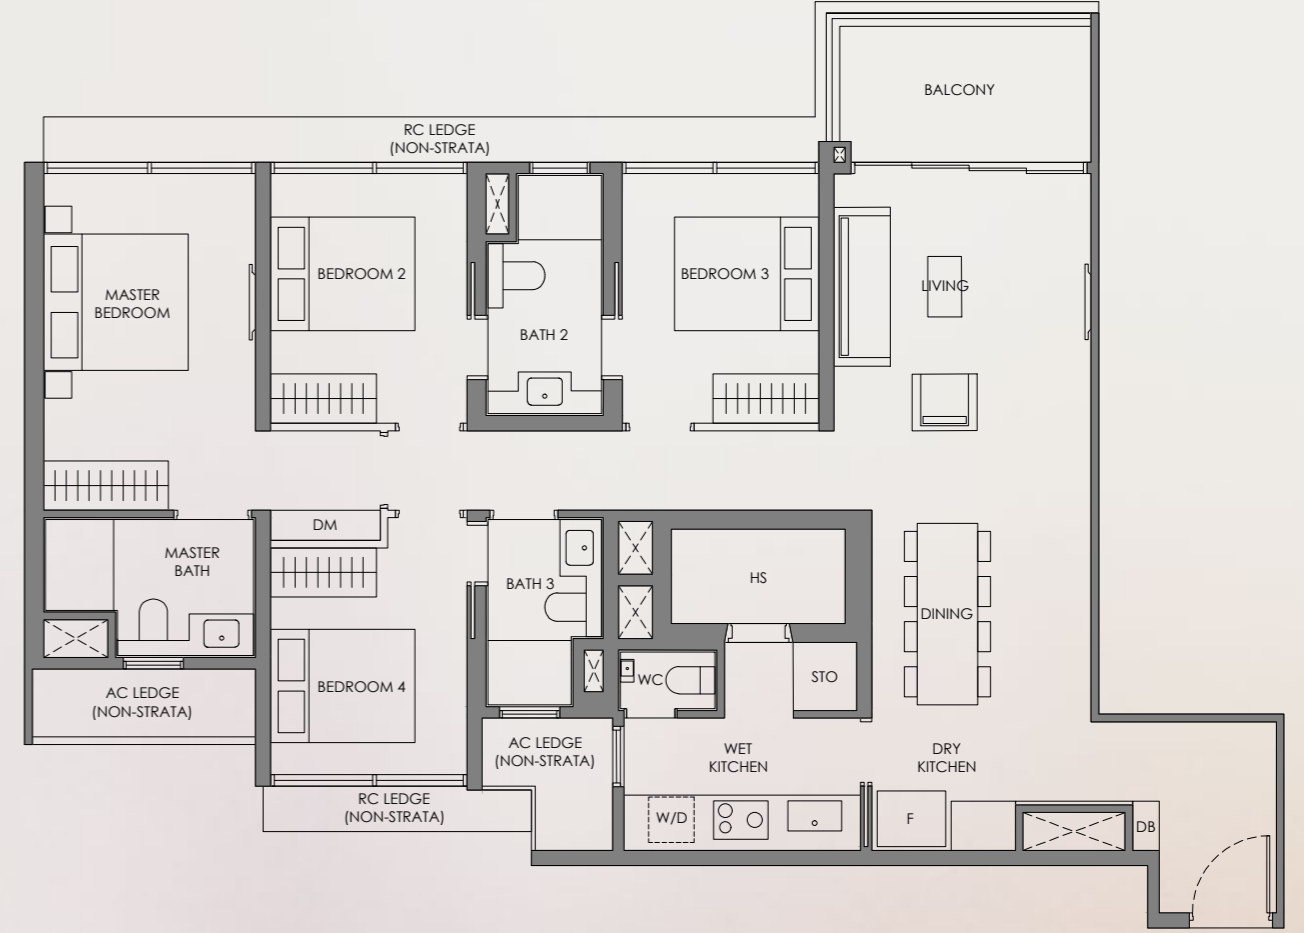 BALCONY
RC LEDGE
(NON-STRATA)
MASTER
BEDROOM
BEDROOM 2
BATH 2
BEDROOM 3
LIVING
DM
MASTER
BATH
BATH 3
HS
DINING
AC LEDGE
(NON-STRATA)
BEDROOM 4
WC
STO
AC LEDGE
(NON-STRATA)
WET
KITCHEN
DRY
KITCHEN
RC LEDGE
(NON-STRATA)
W/D
F
DB